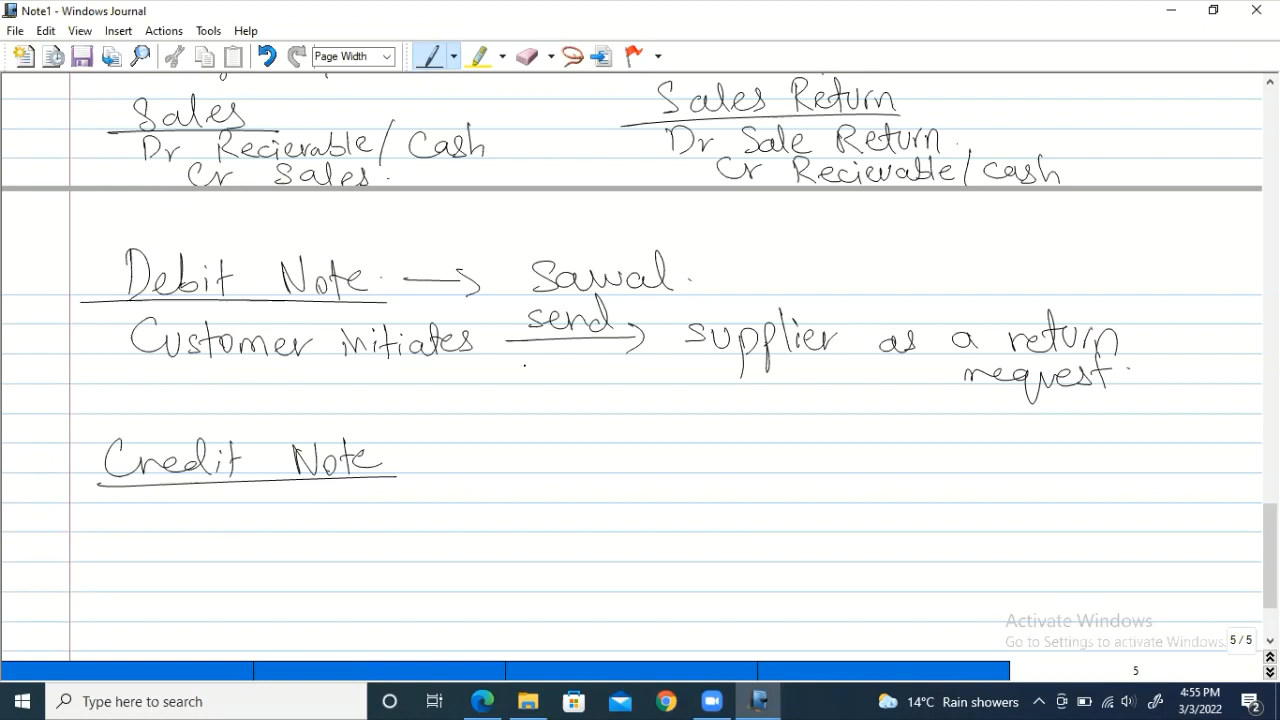 Note1 - Windows Journal
File Edit View Insert Actions Tools Help
Page Width
Sales
Dr Recievable/ Cash
Cr Sales.
Sales Return
Dr Sale Return.
Cr Recievable/cash
Debit Note. → Sawal.
Customer initiates send → supplier as a return
request.
Credit Note
Activate Windows
Go to Settings to activate Windows.
5 / 5
5
Type here to search
14°C Rain showers
4:55 PM
3/3/2022
2